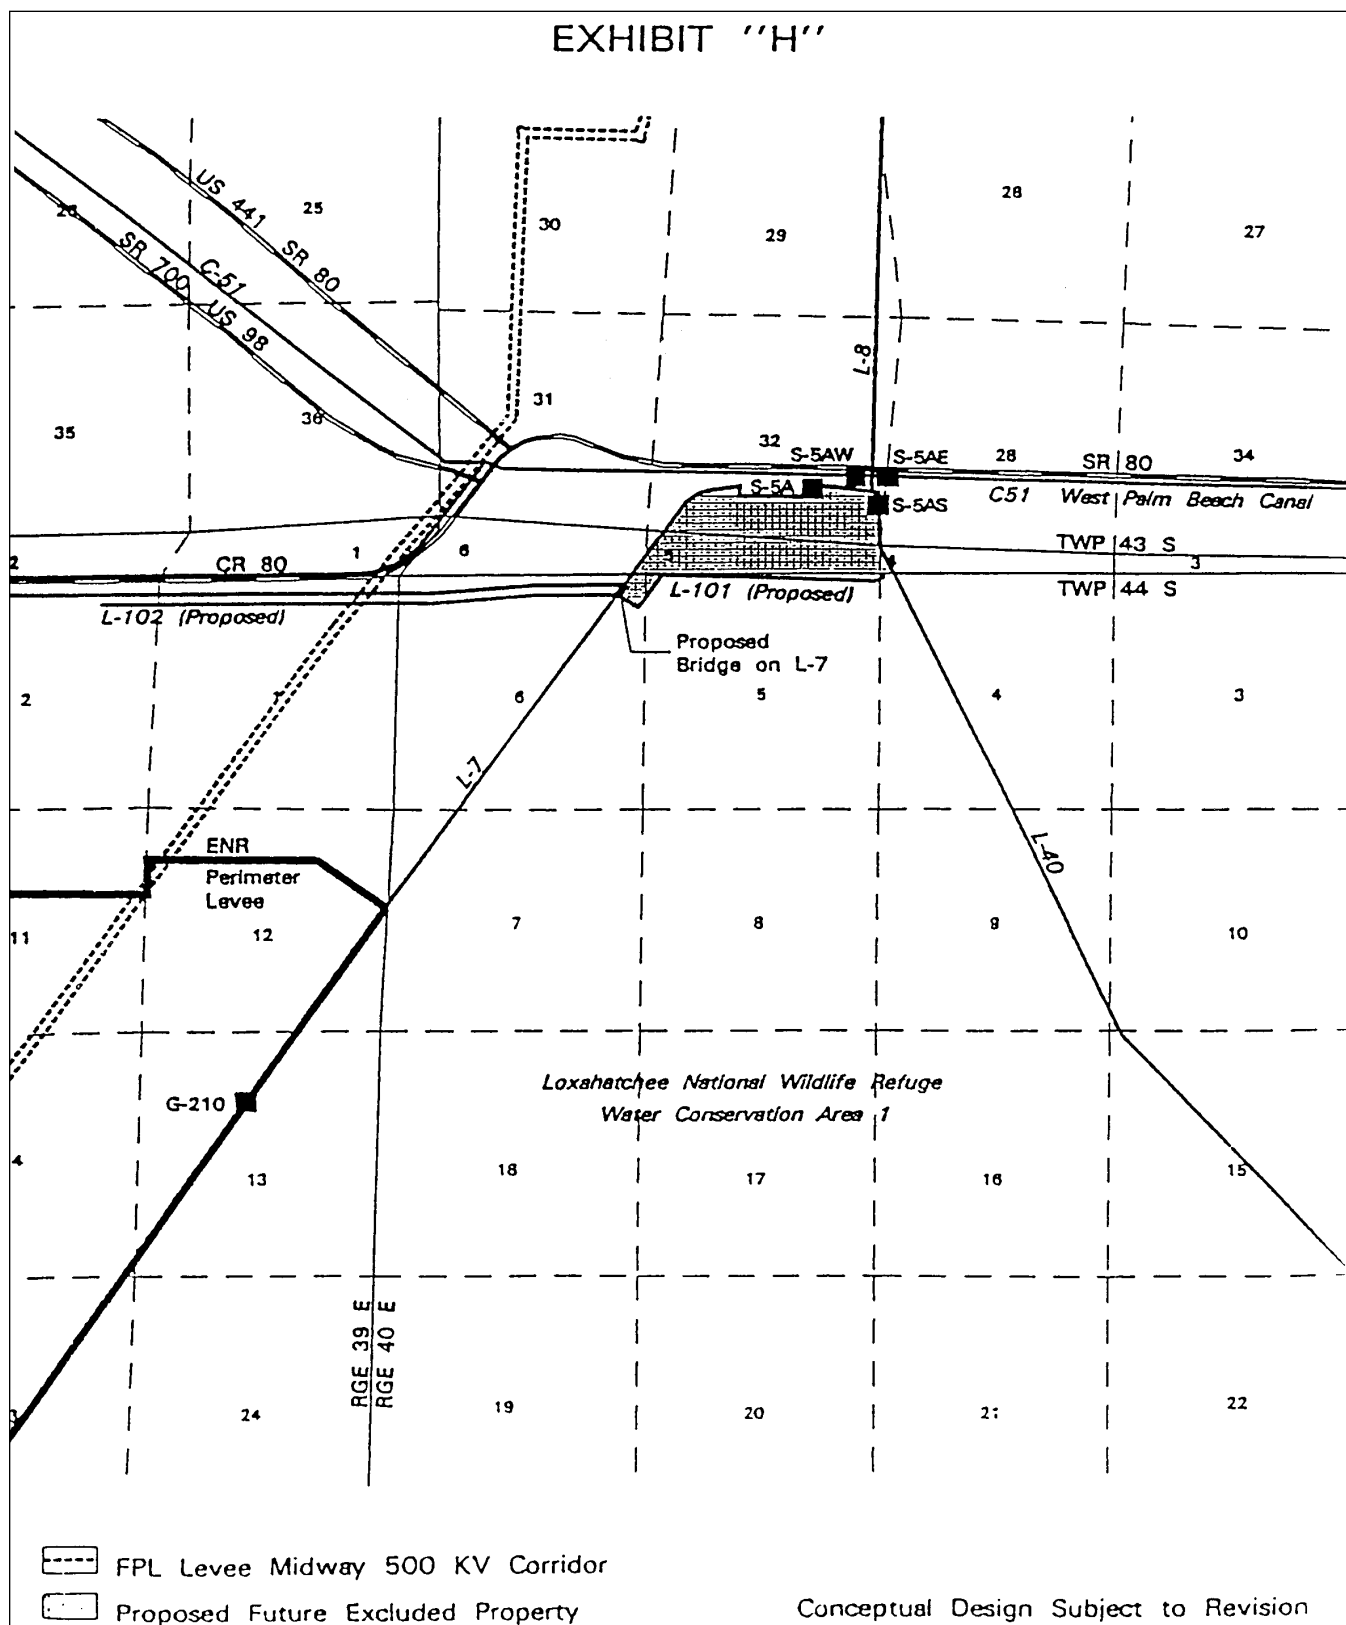 EXHIBIT "H"
28
27
29
30
25
26
US 441
SR 80
SR 700
C-51
US 98
L-8
31
35
36
32
S-5AW
S-5AE
28
SR 80
34
S-5A
C51 West Palm Beach Canal
S-5AS
2
CR 80
1
6
5
4
TWP 43 S
3
TWP 44 S
L-102 (Proposed)
L-101 (Proposed)
Proposed
Bridge on L-7
2
1
6
5
4
3
L-7
L-40
ENR
Perimeter
Levee
11
12
7
8
9
10
G-210
Loxahatchee National Wildlife Refuge
Water Conservation Area 1
4
13
18
17
16
15
RGE 39 E
RGE 40 E
3
24
19
20
21
22
FPL Levee Midway 500 KV Corridor
Proposed Future Excluded Property
Conceptual Design Subject to Revision